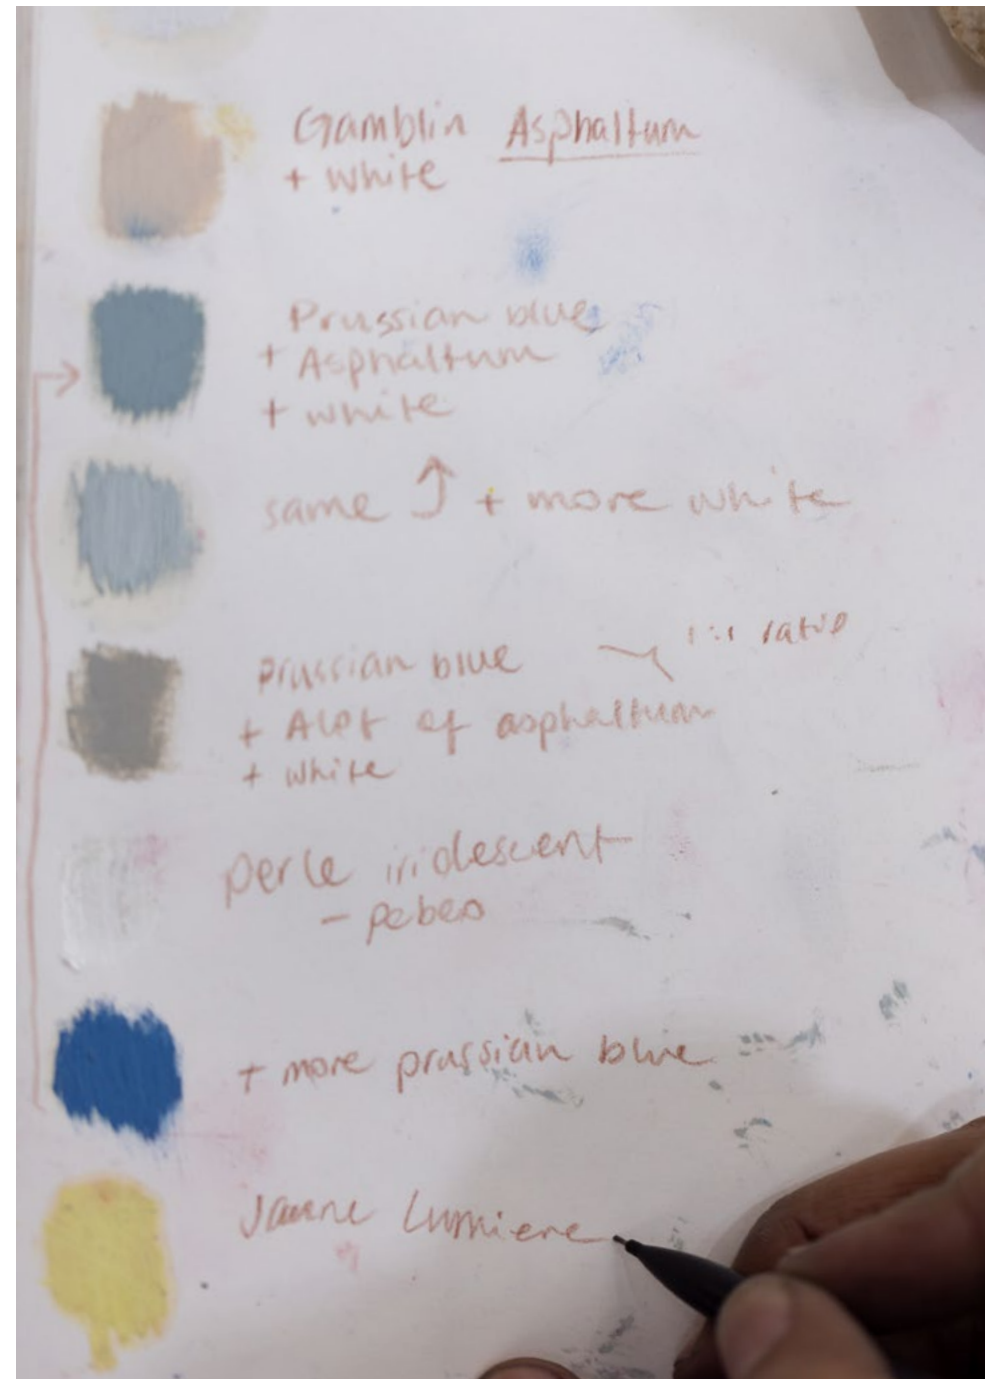 Gamblin Asphaltum
+ white
Prussian blue
+ Asphaltum
+ white
same ↑ + more white
Prussian blue
1:1 ratio
+ A lot of asphaltum
+ white
perle iridescent
- pebeo
+ more prussian blue
Jaune Lumiere